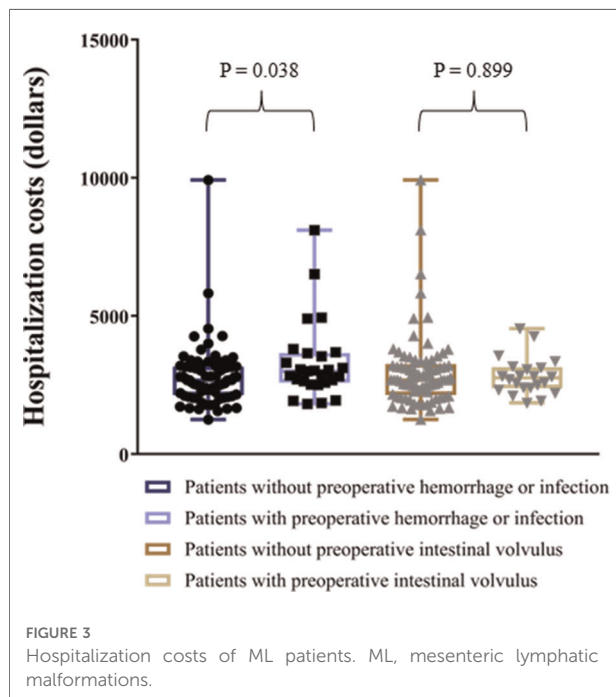 15000
P = 0.038
P = 0.899
10000
5000
0
Hospitalization costs (dollars)
Patients without preoperative hemorrhage or infection
Patients with preoperative hemorrhage or infection
Patients without preoperative intestinal volvulus
Patients with preoperative intestinal volvulus
FIGURE 3
Hospitalization costs of ML patients. ML, mesenteric lymphatic
malformations.